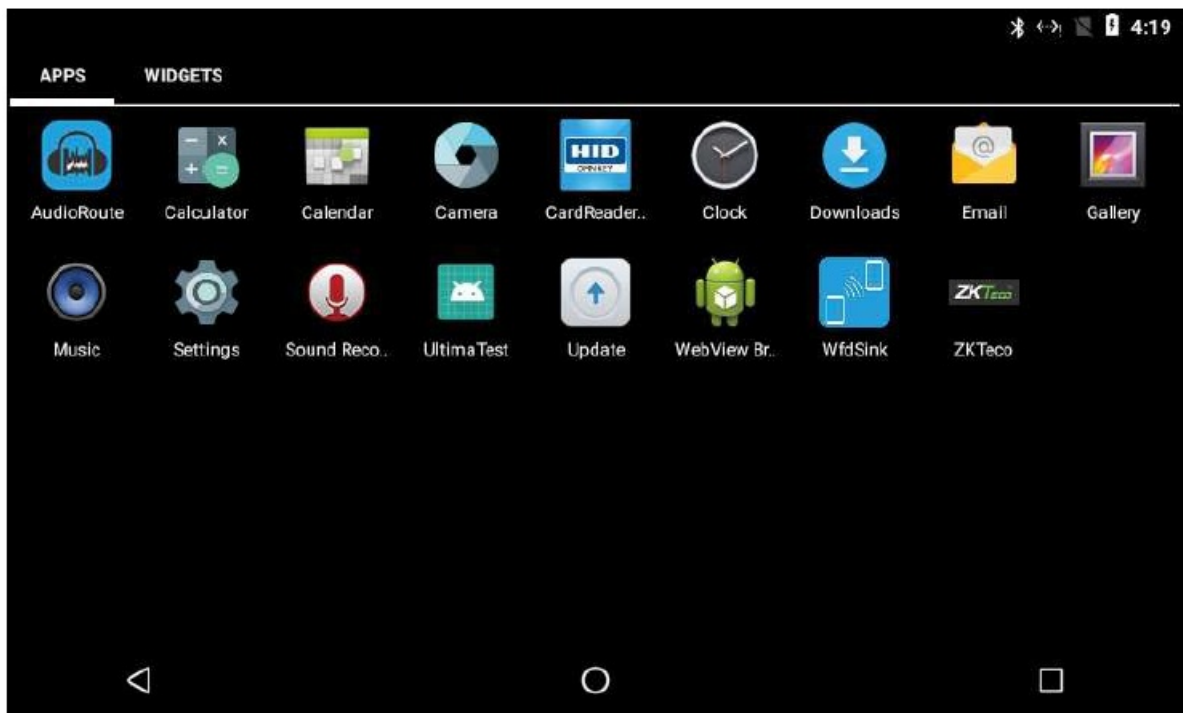 4:19
APPS WIDGETS
HID
OMNIKEY
@
AudioRoute Calculator Calendar Camera CardReader.. Clock Downloads Email Gallery
ZKTeco
Music Settings Sound Reco.. UltimaTest Update WebView Br.. WfdSink ZKTeco